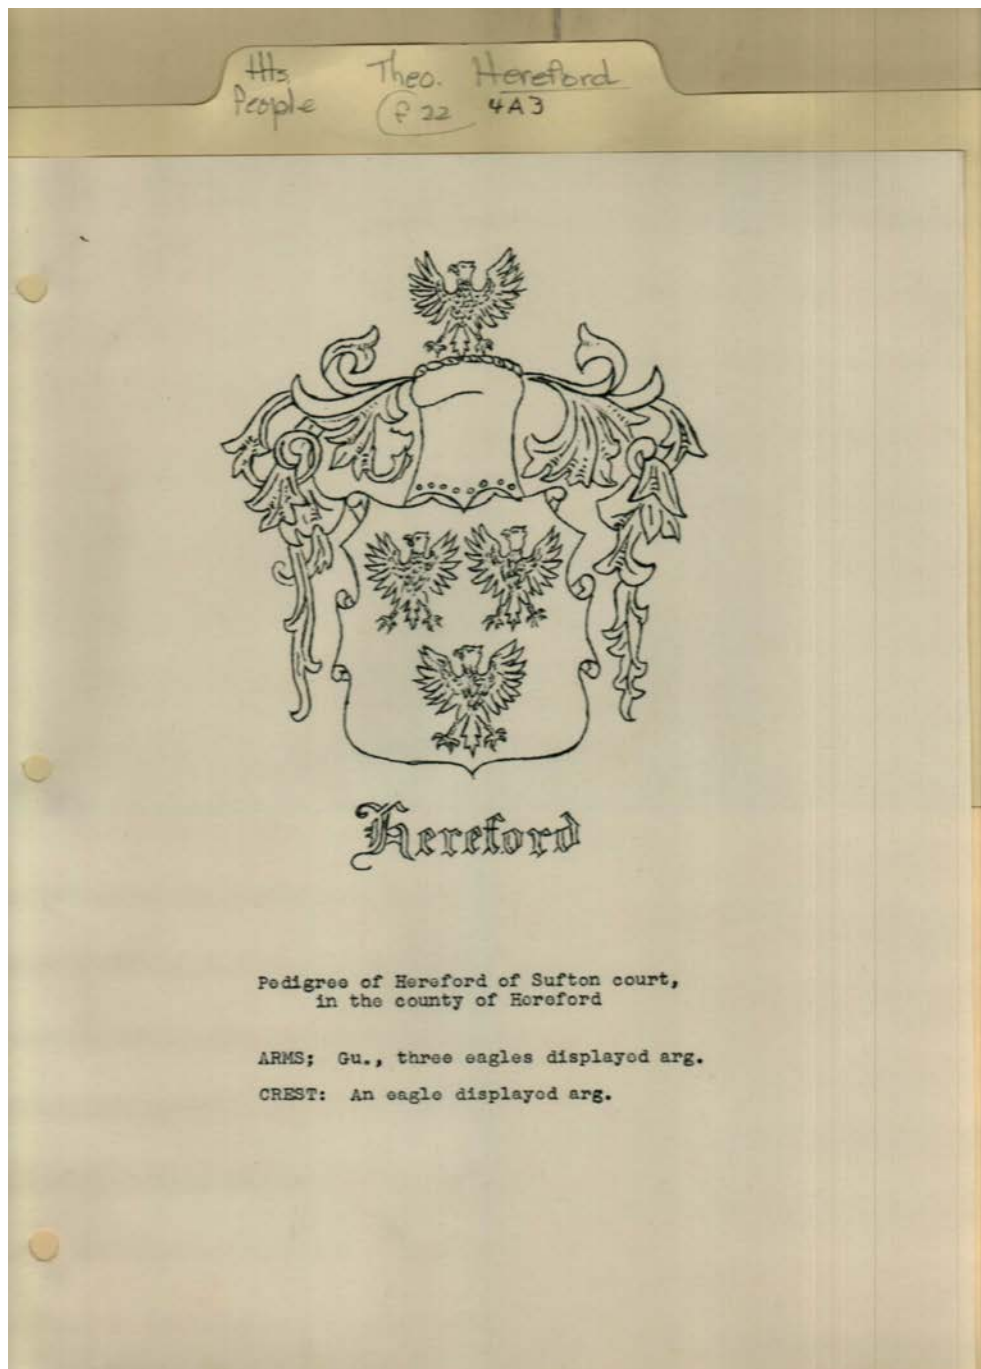 Hts Theo. Hereford
People f 22 4A3
Hereford
Pedigree of Hereford of Sufton court,
in the county of Hereford
ARMS; Gu., three eagles displayed arg.
CREST: An eagle displayed arg.